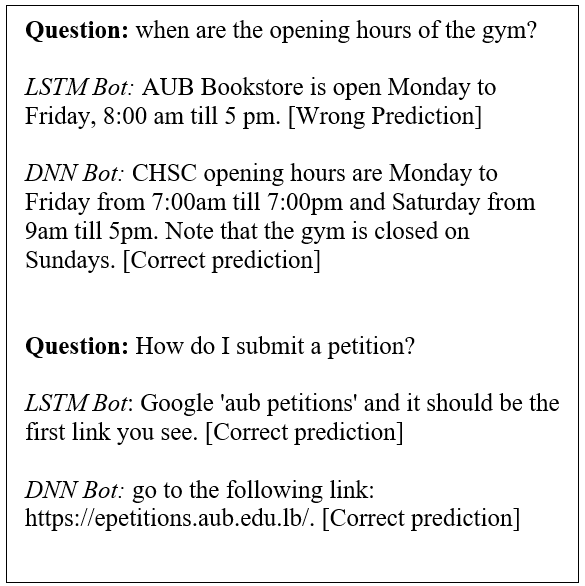 Question: when are the opening hours of the gym?
LSTM Bot: AUB Bookstore is open Monday to
Friday, 8:00 am till 5 pm. [Wrong Prediction]
DNN Bot: CHSC opening hours are Monday to
Friday from 7:00am till 7:00pm and Saturday from
9am till 5pm. Note that the gym is closed on
Sundays. [Correct prediction]
Question: How do I submit a petition?
LSTM Bot: Google 'aub petitions' and it should be the
first link you see. [Correct prediction]
DNN Bot: go to the following link:
https://epetitions.aub.edu.lb/. [Correct prediction]